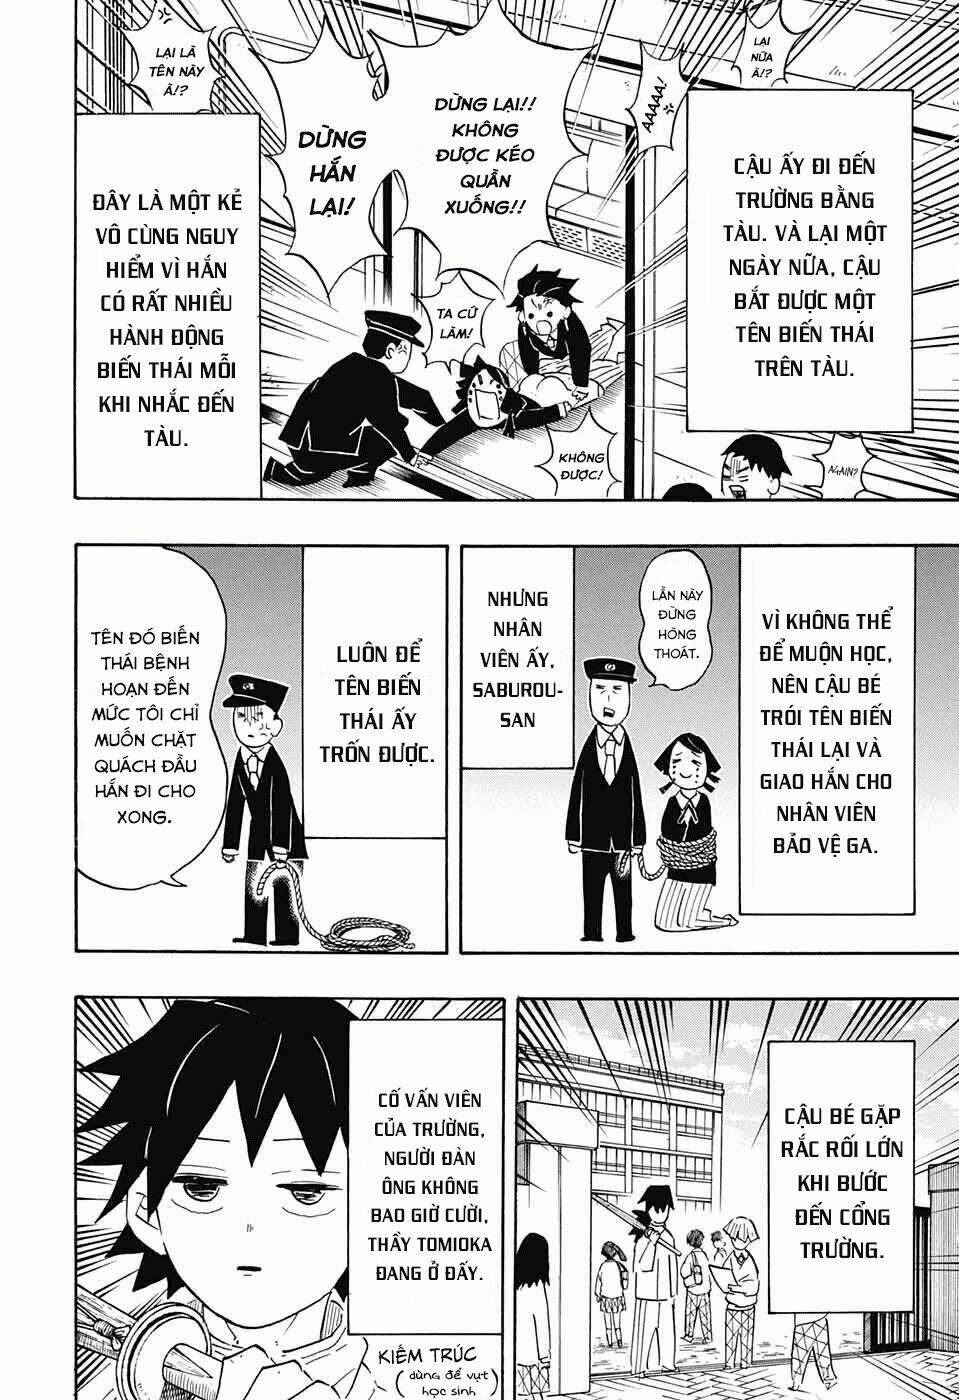 LẠI
NỮA
À!?
AAAAA!
CẬU ẤY ĐI ĐẾN
TRƯỜNG BẰNG
TÀU. VÀ LẠI MỘT
NGÀY NỮA, CẬU
BẮT ĐƯỢC MỘT
TÊN BIẾN THÁI
TRÊN TÀU.
DỪNG LẠI!!
KHÔNG
ĐƯỢC KÉO
QUẦN
XUỐNG!!
DỪNG
HẮN
LẠI!
LẠI LÀ
TÊN NÀY
À!?
TA CỨ
LÀM!
KHÔNG
ĐƯỢC!
AGAIN?
ĐÂY LÀ MỘT KẺ
VÔ CÙNG NGUY
HIỂM VÌ HẮN
CÓ RẤT NHIỀU
HÀNH ĐỘNG
BIẾN THÁI MỖI
KHI NHẮC ĐẾN
TÀU.
VÌ KHÔNG THỂ
ĐỂ MUỘN HỌC,
NÊN CẬU BÉ
TRÓI TÊN BIẾN
THÁI LẠI VÀ
GIAO HẮN CHO
NHÂN VIÊN
BẢO VỆ GA.
LẦN NÀY
ĐỪNG
HÒNG
THOÁT.
NHƯNG
NHÂN
VIÊN ẤY,
SABUROU-
SAN
LUÔN ĐỂ
TÊN BIẾN
THÁI ẤY
TRỐN ĐƯỢC.
TÊN ĐÓ BIẾN
THÁI BỆNH
HOẠN ĐẾN
MỨC TÔI CHỈ
MUỐN CHẶT
QUÁCH ĐẦU
HẮN ĐI CHO
XONG.
CẬU BÉ GẶP
RẮC RỐI LỚN
KHI BƯỚC
ĐẾN CỔNG
TRƯỜNG.
CỐ VẤN VIÊN
CỦA TRƯỜNG,
NGƯỜI ĐÀN
ÔNG KHÔNG
BAO GIỜ CƯỜI,
THẦY TOMIOKA
ĐANG Ở ĐẤY.
KIẾM TRÚC
(dùng để vụt
học sinh)